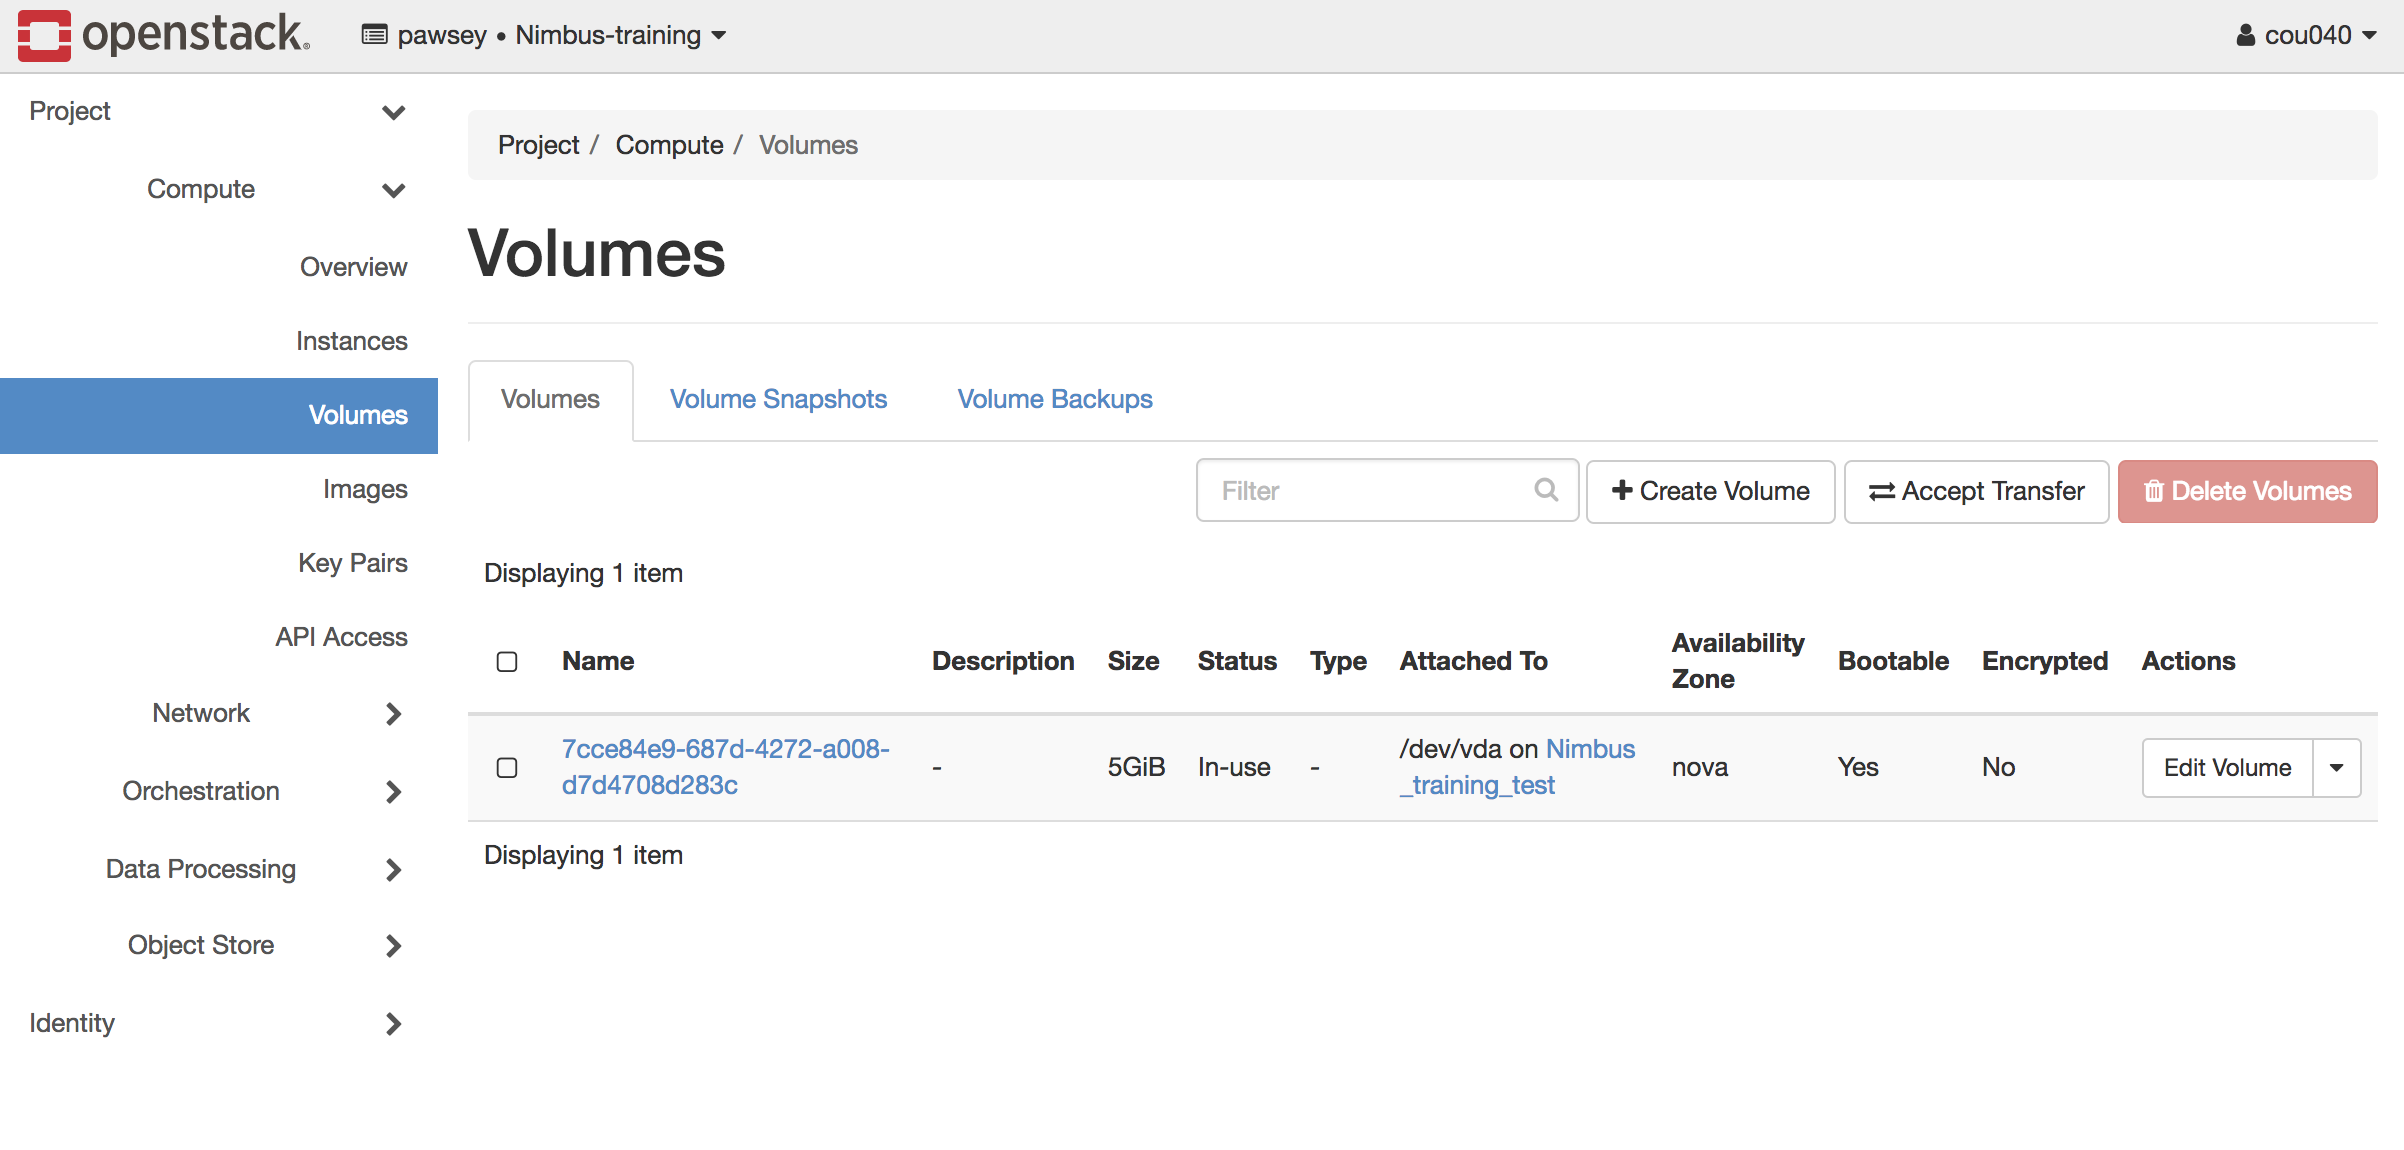 openstack. pawsey • Nimbus-training cou040
Project
Compute
Overview
Instances
Volumes
Images
Key Pairs
API Access
Network
Orchestration
Data Processing
Object Store
Identity
Project / Compute / Volumes
Volumes
Volumes Volume Snapshots Volume Backups
Filter + Create Volume Accept Transfer Delete Volumes
Displaying 1 item
Name Description Size Status Type Attached To Availability Zone Bootable Encrypted Actions
7cce84e9-687d-4272-a008-
d7d4708d283c
- 5GiB In-use -
/dev/vda on Nimbus
_training_test
nova Yes No Edit Volume
Displaying 1 item